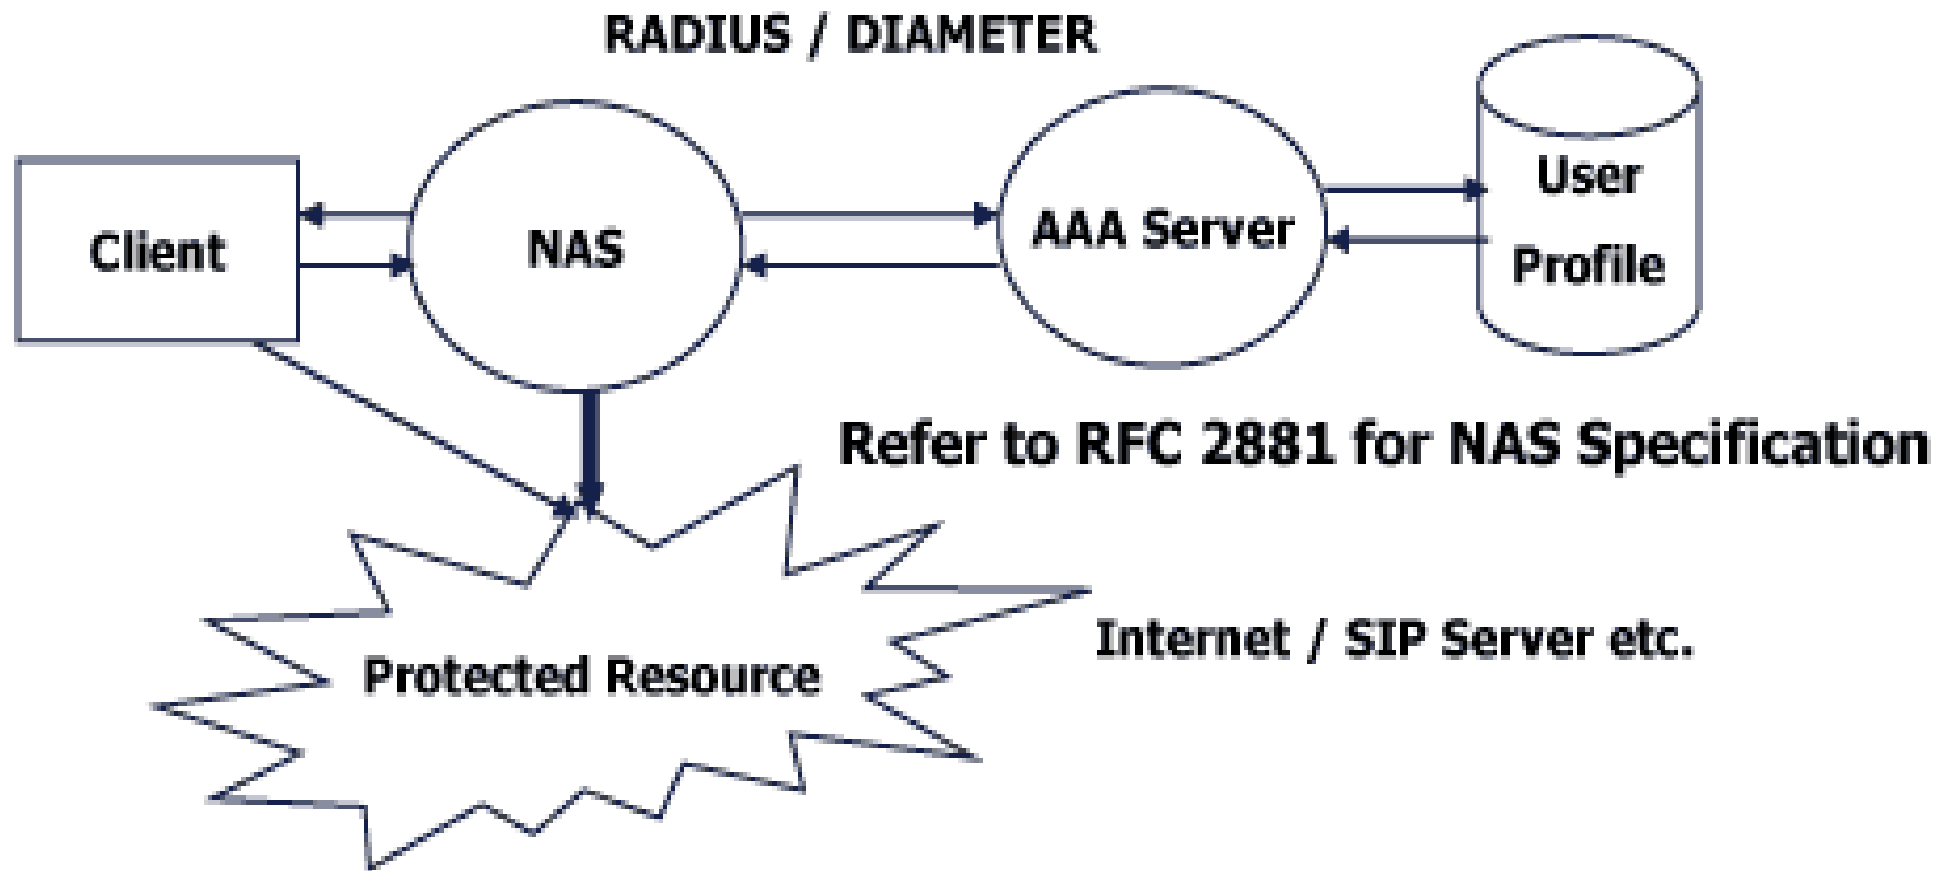 RADIUS / DIAMETER
Client
NAS
AAA Server
User
Profile
Refer to RFC 2881 for NAS Specification
Protected Resource
Internet / SIP Server etc.